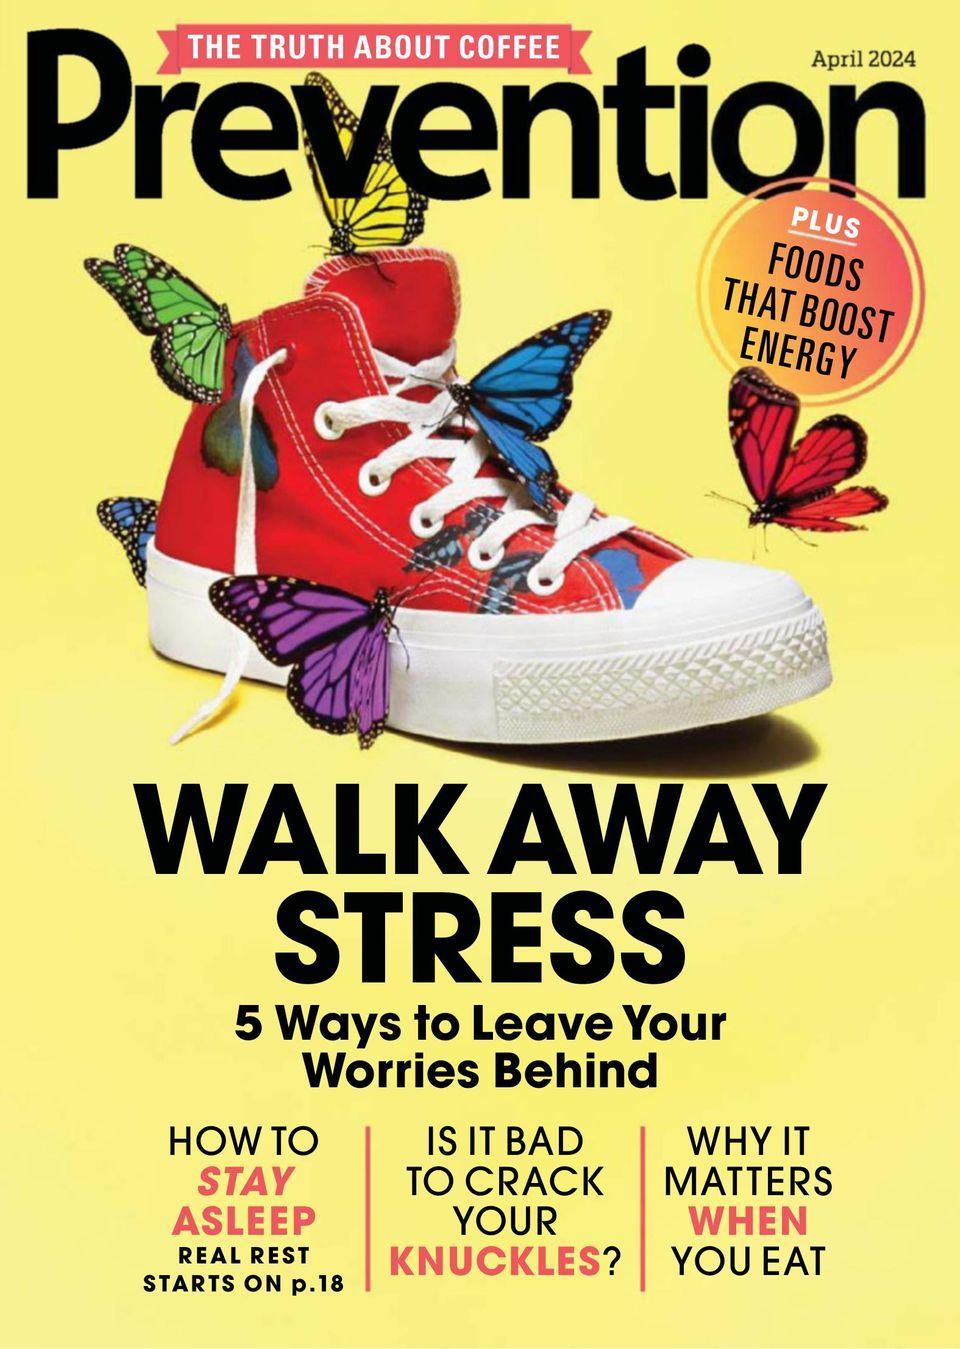 THE TRUTH ABOUT COFFEE
April 2024
Prevention
PLUS
FOODS
THAT BOOST
ENERGY
WALK AWAY
STRESS
5 Ways to Leave Your
Worries Behind
HOW TO
STAY
ASLEEP
REAL REST
STARTS ON p.18
IS IT BAD
TO CRACK
YOUR
KNUCKLES?
WHY IT
MATTERS
WHEN
YOU EAT